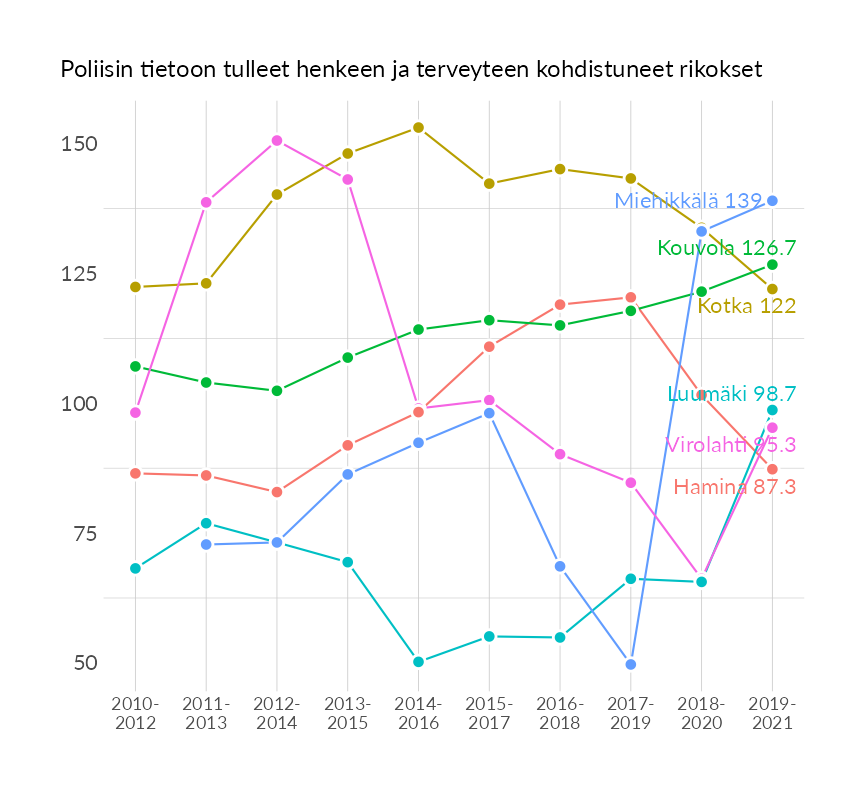 Poliisin tietoon tulleet henkeen ja terveyteen kohdistuneet rikokset
150
125
100
75
50
Miehikkälä 139
Kouvola 126.7
Kotka 122
Luumäki 98.7
Virolahti 95.3
Hamina 87.3
2010- 2011- 2012- 2013- 2014- 2015- 2016- 2017- 2018- 2019-
2012 2013 2014 2015 2016 2017 2018 2019 2020 2021